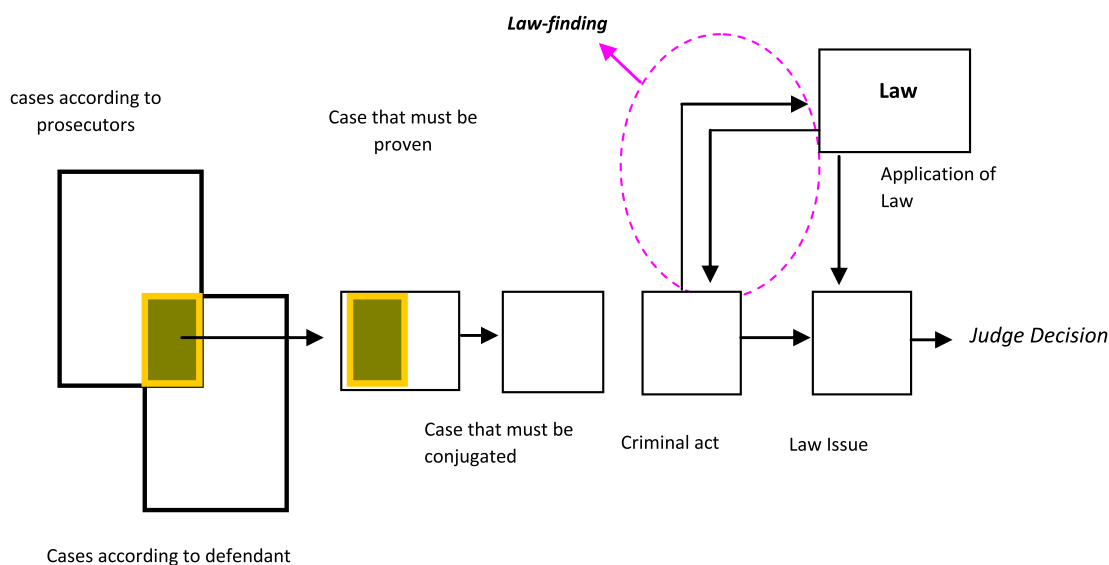 Law-finding
Law
cases according to
prosecutors
Case that must be
proven
Application of
Law
Judge Decision
Case that must be
conjugated
Criminal act
Law Issue
Cases according to defendant